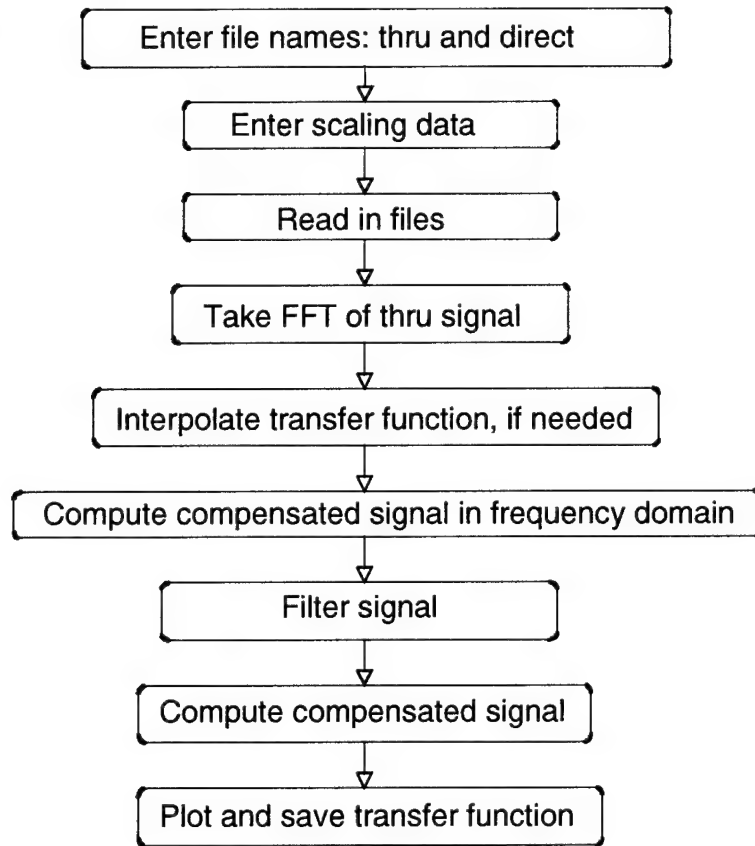 Enter file names: thru and direct
Enter scaling data
Read in files
Take FFT of thru signal
Interpolate transfer function, if needed
Compute compensated signal in frequency domain
Filter signal
Compute compensated signal
Plot and save transfer function